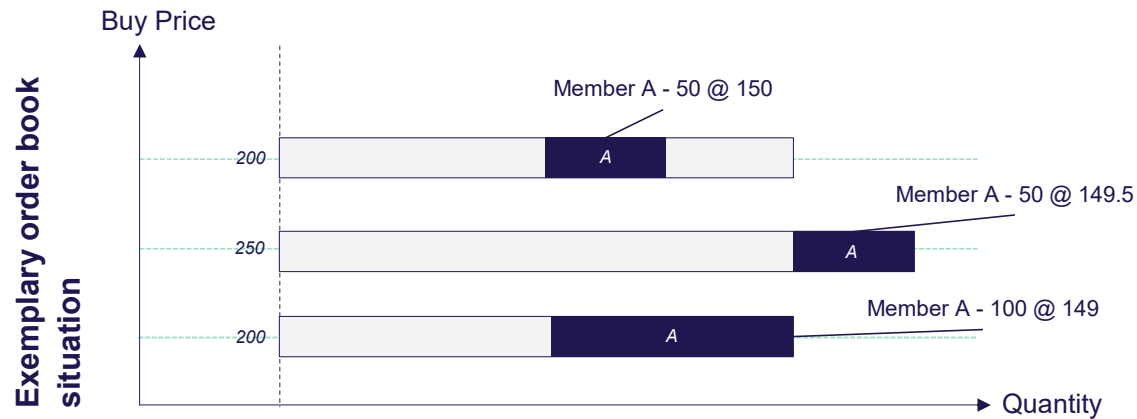 Buy Price
Exemplary order book
situation
Member A - 50 @ 150
200
A
Member A - 50 @ 149.5
250
A
Member A - 100 @ 149
200
A
Quantity